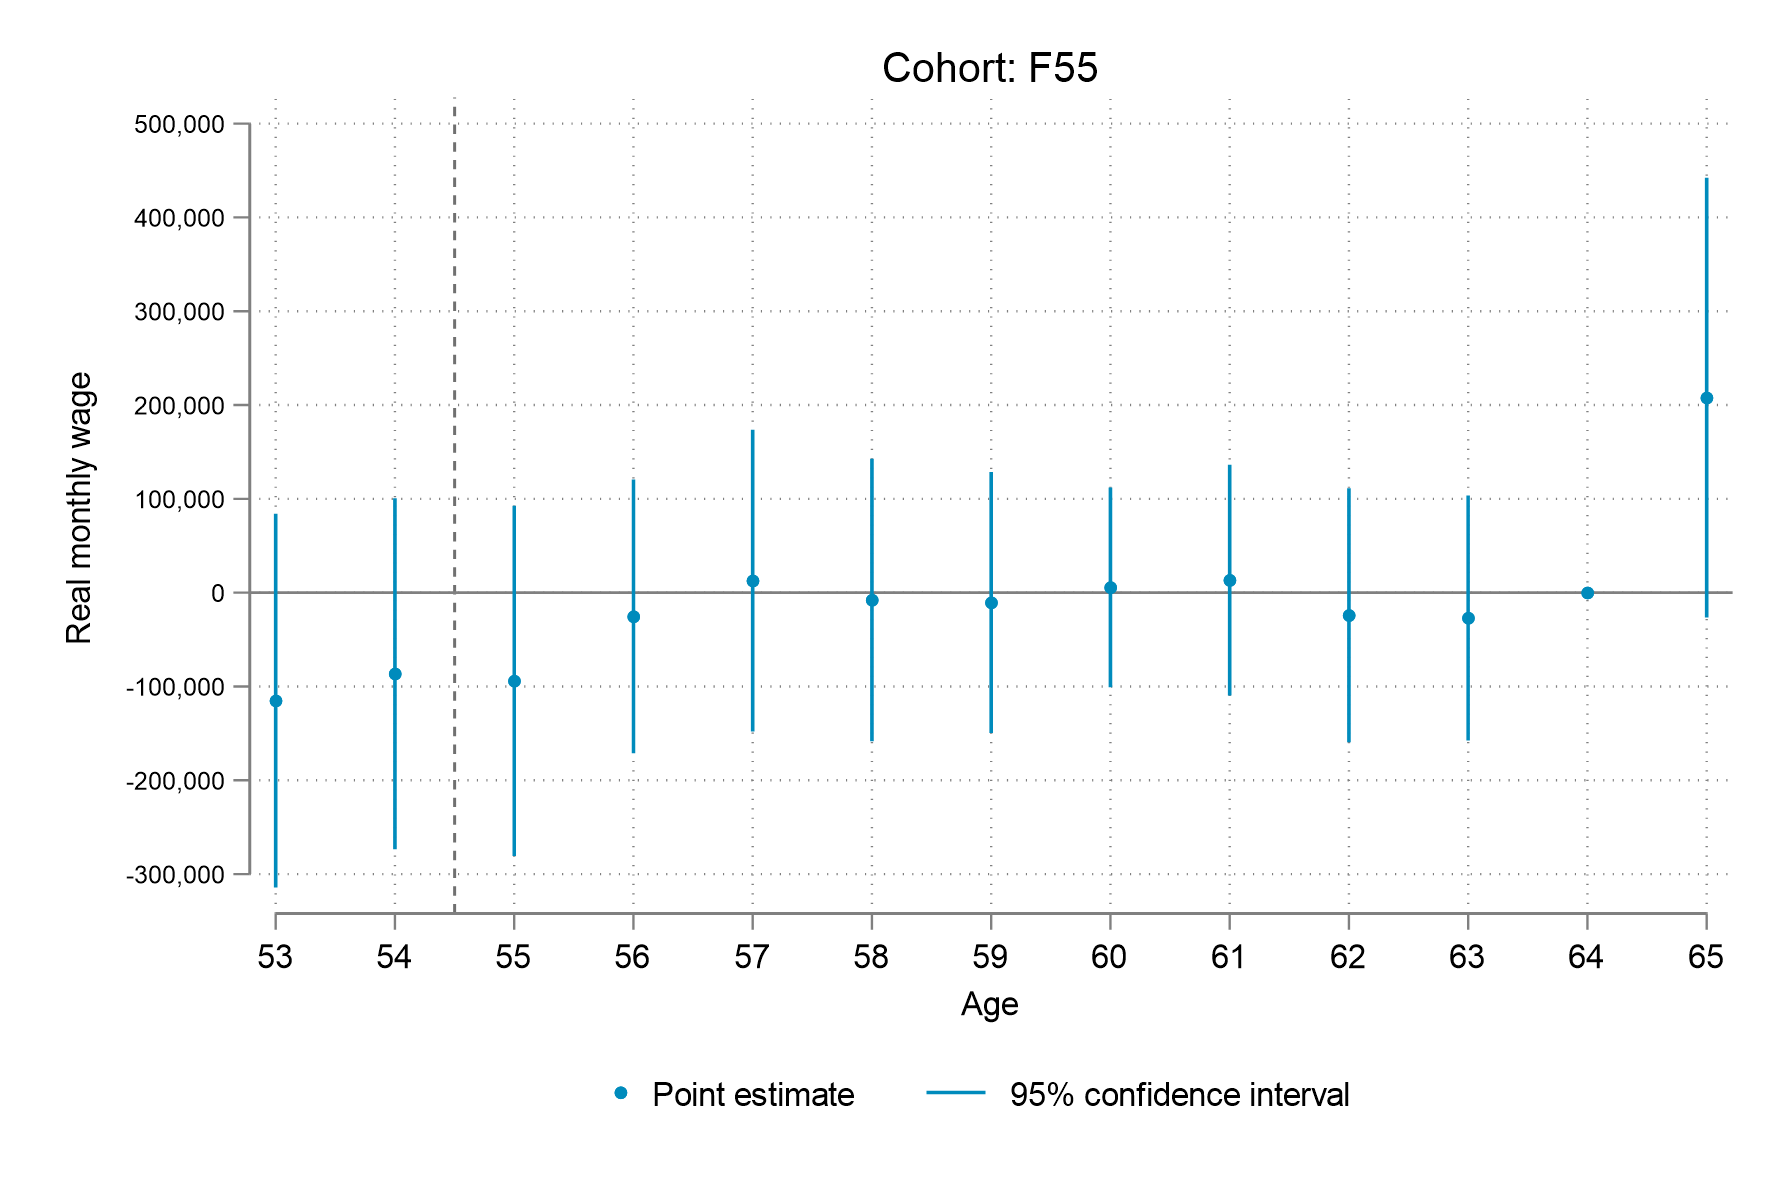 Cohort: F55
500,000
400,000
300,000
200,000
100,000
0
-100,000
-200,000
-300,000
Real monthly wage
53 54 55 56 57 58 59 60 61 62 63 64 65
Age
Point estimate 95% confidence interval